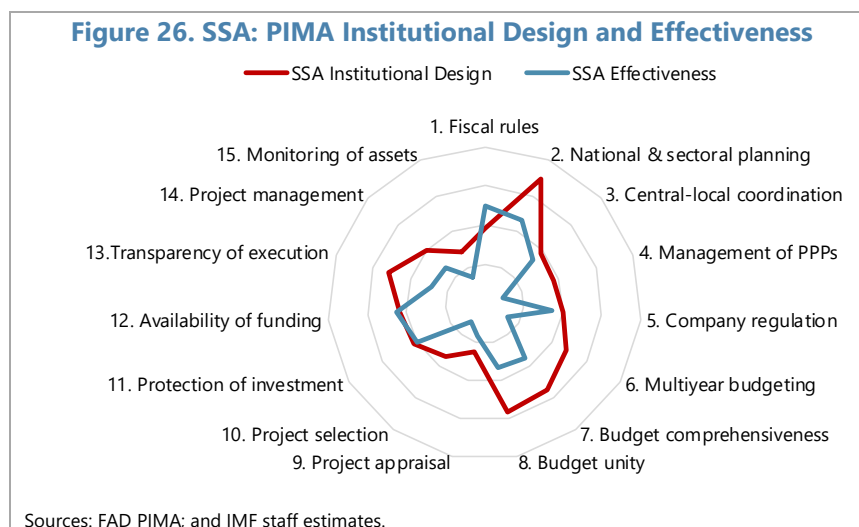 Figure 26. SSA: PIMA Institutional Design and Effectiveness
SSA Institutional Design
SSA Effectiveness
1. Fiscal rules
2. National & sectoral planning
3. Central-local coordination
4. Management of PPPs
5. Company regulation
6. Multiyear budgeting
7. Budget comprehensiveness
8. Budget unity
9. Project appraisal
10. Project selection
11. Protection of investment
12. Availability of funding
13.Transparency of execution
14. Project management
15. Monitoring of assets
Sources: FAD PIMA; and IMF staff estimates.